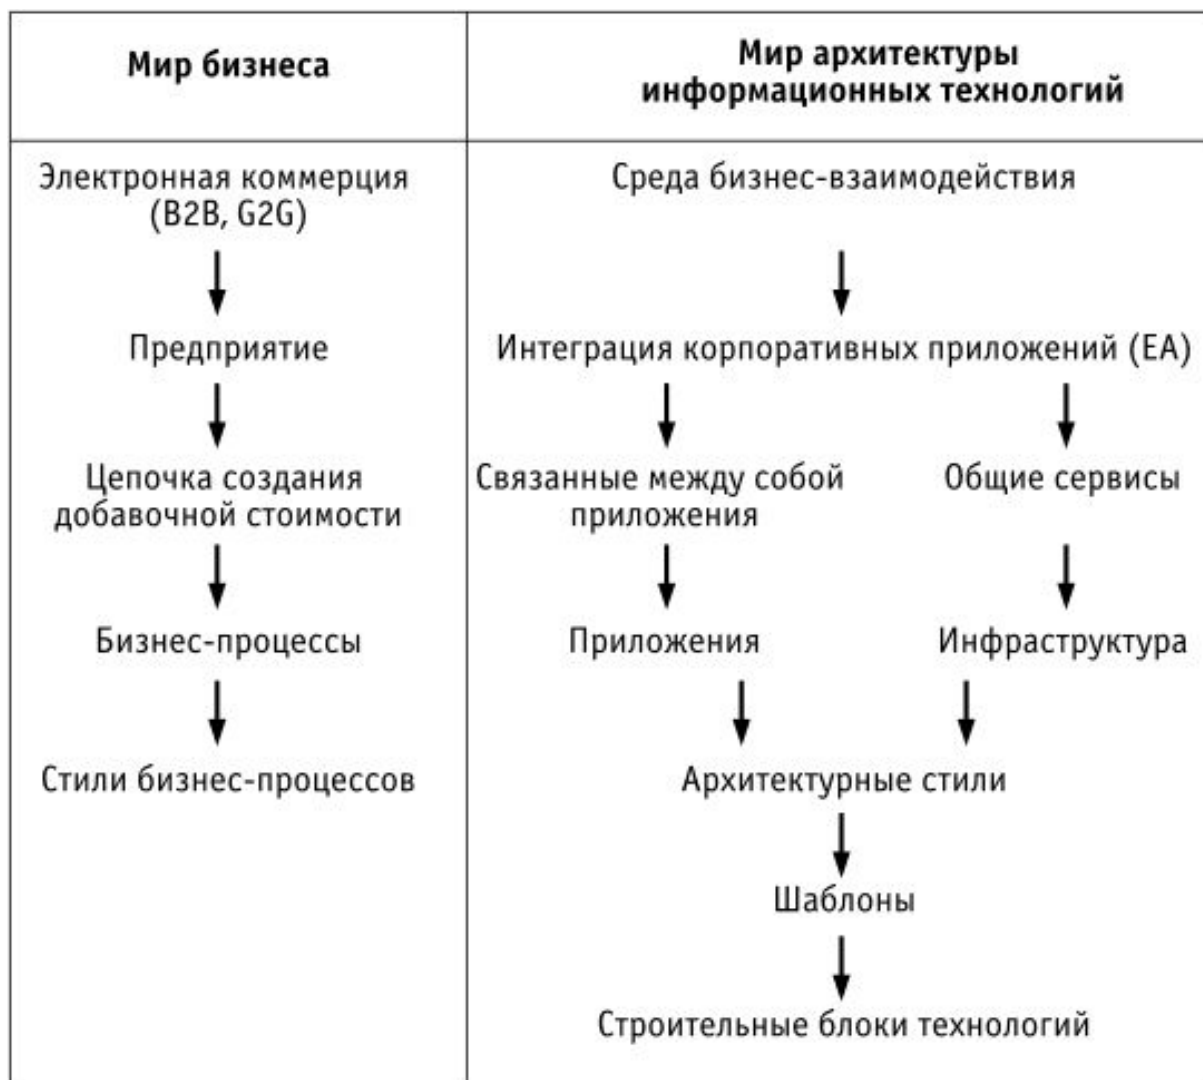 Мир бизнеса
Мир архитектуры
информационных технологий
Электронная коммерция
(B2B, G2G)
Среда бизнес-взаимодействия
Предприятие
Интеграция корпоративных приложений (EA)
Цепочка создания
добавочной стоимости
Связанные между собой
приложения
Общие сервисы
Бизнес-процессы
Приложения
Инфраструктура
Стили бизнес-процессов
Архитектурные стили
Шаблоны
Строительные блоки технологий